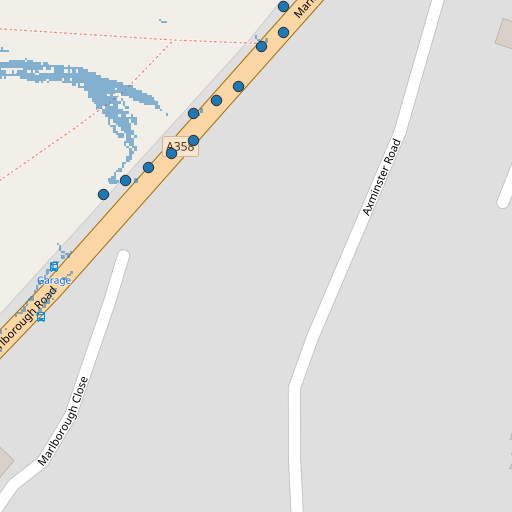 Marl
A358
Axminster Road
Garage
lborough Road
Marlborough Close